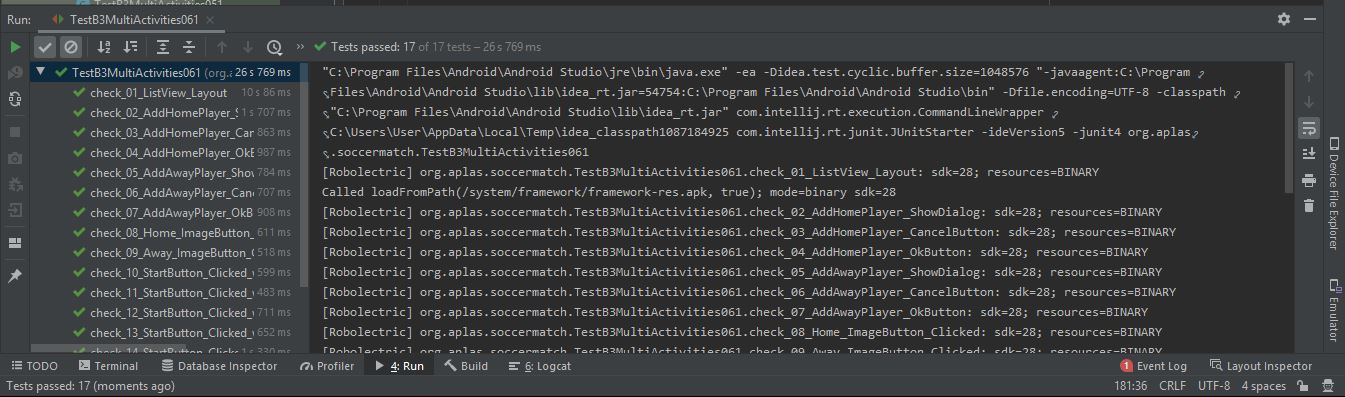 TestB3MultiActivities051
Run: TestB3MultiActivities061
Tests passed: 17 of 17 tests – 26 s 769 ms
TestB3MultiActivities061 (org.a 26 s 769 ms
check_01_ListView_Layout 10 s 86 ms
check_02_AddHomePlayer_S 707 ms
check_03_AddHomePlayer_Car 863 ms
check_04_AddHomePlayer_OkE 987 ms
check_05_AddAwayPlayer_Shov 784 ms
check_06_AddAwayPlayer_Canc 707 ms
check_07_AddAwayPlayer_OkB 908 ms
check_08_Home_ImageButton_ 611 ms
check_09_Away_ImageButton_C 518 ms
check_10_StartButton_Clicked_v 599 ms
check_11_StartButton_Clicked_v 483 ms
check_12_StartButton_Clicked_ 711 ms
check_13_StartButton_Clicked_v 652 ms
check_14_StartButton_Clicks 1 s 330 ms
"C:\Program Files\Android\Android Studio\jre\bin\java.exe" -ea -Didea.test.cyclic.buffer.size=1048576 "-javaagent:C:\Program
Files\Android\Android Studio\lib\idea_rt.jar=54754:C:\Program Files\Android\Android Studio\bin" -Dfile.encoding=UTF-8 -classpath
"C:\Program Files\Android\Android Studio\lib\idea_rt.jar" com.intellij.rt.execution.CommandLineWrapper
C:\Users\User\AppData\Local\Temp\idea_classpath1087184925 com.intellij.rt.junit.JUnitStarter -ideVersion5 -junit4 org.aplas
.soccermatch.TestB3MultiActivities061
[Robolectric] org.aplas.soccermatch.TestB3MultiActivities061.check_01_ListView_Layout: sdk=28; resources=BINARY
Called loadFromPath(/system/framework/framework-res.apk, true); mode=binary sdk=28
[Robolectric] org.aplas.soccermatch.TestB3MultiActivities061.check_02_AddHomePlayer_ShowDialog: sdk=28; resources=BINARY
[Robolectric] org.aplas.soccermatch.TestB3MultiActivities061.check_03_AddHomePlayer_CancelButton: sdk=28; resources=BINARY
[Robolectric] org.aplas.soccermatch.TestB3MultiActivities061.check_04_AddHomePlayer_OkButton: sdk=28; resources=BINARY
[Robolectric] org.aplas.soccermatch.TestB3MultiActivities061.check_05_AddAwayPlayer_ShowDialog: sdk=28; resources=BINARY
[Robolectric] org.aplas.soccermatch.TestB3MultiActivities061.check_06_AddAwayPlayer_CancelButton: sdk=28; resources=BINARY
[Robolectric] org.aplas.soccermatch.TestB3MultiActivities061.check_07_AddAwayPlayer_OkButton: sdk=28; resources=BINARY
[Robolectric] org.aplas.soccermatch.TestB3MultiActivities061.check_08_Home_ImageButton_Clicked: sdk=28; resources=BINARY
[Robolectric] org.aplas.soccermatch.TestB3MultiActivities061.check_09_Away_ImageButton_Clicked: sdk=28; resources=BINARY
Device File Explorer
Emulator
TODO Terminal Database Inspector Profiler 4: Run Build 6: Logcat 1 Event Log Layout Inspector
Tests passed: 17 (moments ago) 181:36 CRLF UTF-8 4 spaces